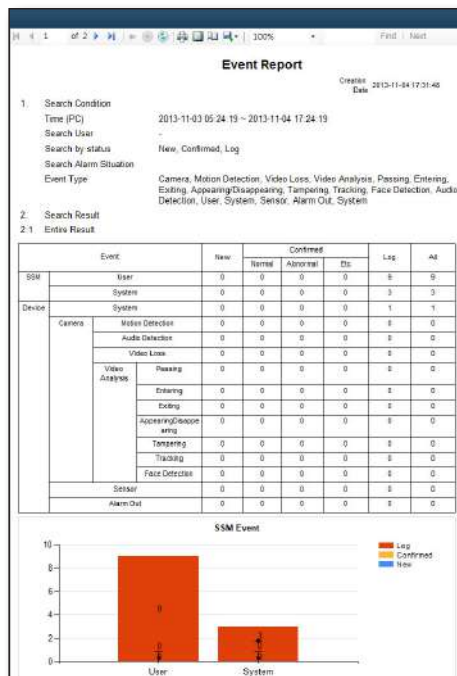 1 of 2 100% Find | Next
Event Report
Creation Date 2013-11-04 17:31:48
1. Search Condition
Time (PC) 2013-11-03 05:24:19 ~ 2013-11-04 17:24:19
Search User -
Search by status New, Confirmed, Log
Search Alarm Situation
Event Type Camera, Motion Detection, Video Loss, Video Analysis, Passing, Entering,
Exiting, Appearing/Disappearing, Tampering, Tracking, Face Detection, Audio
Detection, User, System, Sensor, Alarm Out, System
2. Search Result
2.1 Entire Result
Event New Confirmed Log All
Normal Abnormal Etc
SSM User 0 0 0 0 9 9
System 0 0 0 0 3 3
Device System 0 0 0 0 1 1
Camera Motion Detection 0 0 0 0 0 0
Audio Detection 0 0 0 0 0 0
Video Loss 0 0 0 0 0 0
Video Analysis Passing 0 0 0 0 0 0
Entering 0 0 0 0 0 0
Exiting 0 0 0 0 0 0
Appearing/Disappearing 0 0 0 0 0 0
Tampering 0 0 0 0 0 0
Tracking 0 0 0 0 0 0
Face Detection 0 0 0 0 0 0
Sensor 0 0 0 0 0 0
Alarm Out 0 0 0 0 0 0
SSM Event
10
8
6
4
2
0
User System
Log
Confirmed
New